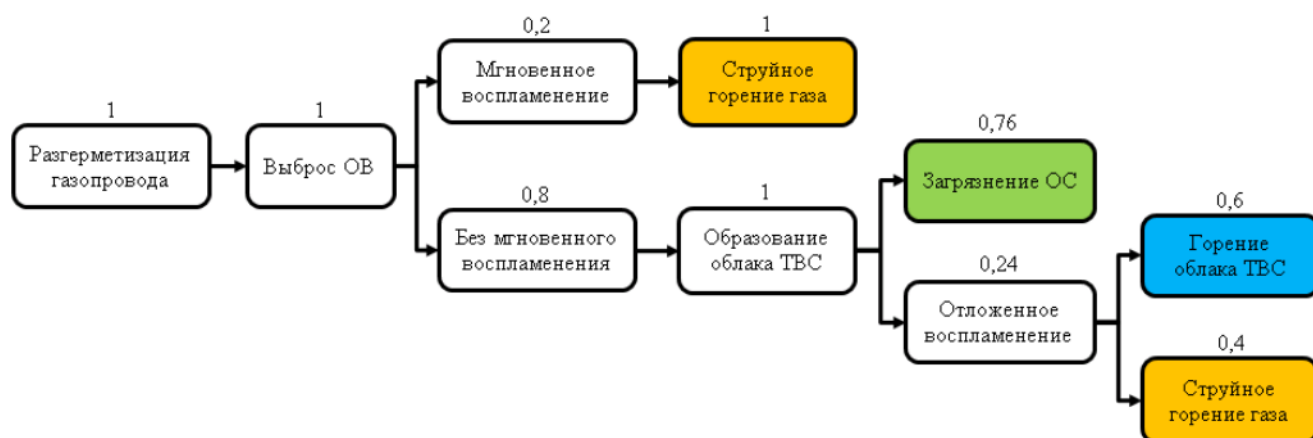 0,2
Мгновенное
воспламенение
1
Струйное
горение газа
1
Разгерметизация
газопровода
1
Выброс ОВ
0,8
Без мгновенного
воспламенения
1
Образование
облака ТВС
0,76
Загрязнение ОС
0,24
Отложенное
воспламенение
0,6
Горение
облака ТВС
0,4
Струйное
горение газа